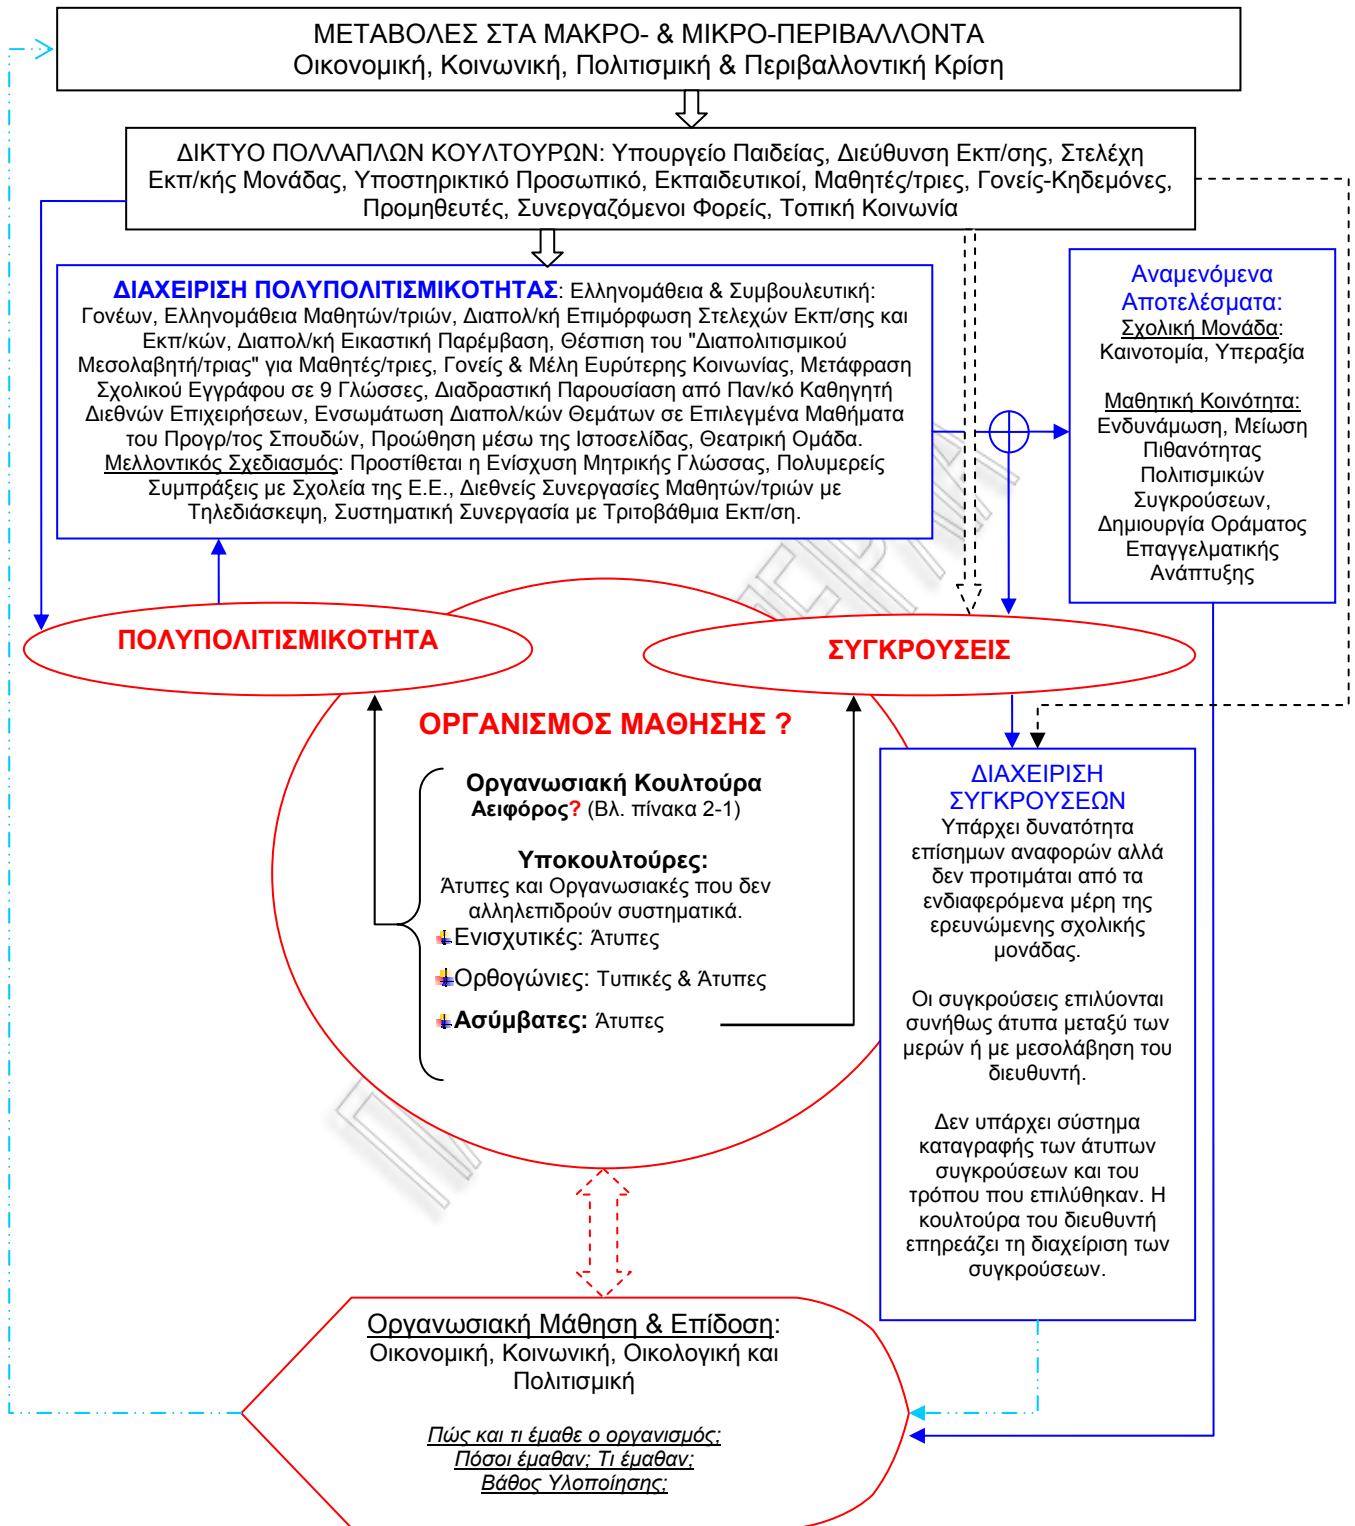 ΜΕΤΑΒΟΛΕΣ ΣΤΑ ΜΑΚΡΟ- & ΜΙΚΡΟ-ΠΕΡΙΒΑΛΛΟΝΤΑ
Οικονομική, Κοινωνική, Πολιτισμική & Περιβαλλοντική Κρίση
ΔΙΚΤΥΟ ΠΟΛΛΑΠΛΩΝ ΚΟΥΛΤΟΥΡΩΝ: Υπουργείο Παιδείας, Διεύθυνση Εκπ/σης, Στελέχη
Εκπ/κής Μονάδας, Υποστηρικτικό Προσωπικό, Εκπαιδευτικοί, Μαθητές/τριες, Γονείς-Κηδεμόνες,
Προμηθευτές, Συνεργαζόμενοι Φορείς, Τοπική Κοινωνία
ΔΙΑΧΕΙΡΙΣΗ ΠΟΛΥΠΟΛΙΤΙΣΜΙΚΟΤΗΤΑΣ: Ελληνομάθεια & Συμβουλευτική:
Γονέων, Ελληνομάθεια Μαθητών/τριών, Διαπολ/κή Επιμόρφωση Στελεχών Εκπ/σης και
Εκπ/κών, Διαπολ/κή Εικαστική Παρέμβαση, Θέσπιση του "Διαπολιτισμικού
Μεσολαβητή/τριας" για Μαθητές/τριες, Γονείς & Μέλη Ευρύτερης Κοινωνίας, Μετάφραση
Σχολικού Εγγράφου σε 9 Γλώσσες, Διαδραστική Παρουσίαση από Παν/κό Καθηγητή
Διεθνών Επιχειρήσεων, Ενσωμάτωση Διαπολ/κών Θεμάτων σε Επιλεγμένα Μαθήματα
του Προγρ/τος Σπουδών, Προώθηση μέσω της Ιστοσελίδας, Θεατρική Ομάδα.
Μελλοντικός Σχεδιασμός: Προστίθεται η Ενίσχυση Μητρικής Γλώσσας, Πολυμερείς
Συμπράξεις με Σχολεία της Ε.Ε., Διεθνείς Συνεργασίες Μαθητών/τριών με
Τηλεδιάσκεψη, Συστηματική Συνεργασία με Τριτοβάθμια Εκπ/ση.
Αναμενόμενα
Αποτελέσματα:
Σχολική Μονάδα:
Καινοτομία, Υπεραξία
Μαθητική Κοινότητα:
Ενδυνάμωση, Μείωση
Πιθανότητας
Πολιτισμικών
Συγκρούσεων,
Δημιουργία Οράματος
Επαγγελματικής
Ανάπτυξης
ΠΟΛΥΠΟΛΙΤΙΣΜΙΚΟΤΗΤΑ
ΣΥΓΚΡΟΥΣΕΙΣ
ΟΡΓΑΝΙΣΜΟΣ ΜΑΘΗΣΗΣ ?
Οργανωσιακή Κουλτούρα
Αειφόρος? (Βλ. πίνακα 2-1)
Υποκουλτούρες:
Άτυπες και Οργανωσιακές που δεν
αλληλεπιδρούν συστηματικά.
Ενισχυτικές: Άτυπες
Ορθογώνιες: Τυπικές & Άτυπες
Ασύμβατες: Άτυπες
ΔΙΑΧΕΙΡΙΣΗ
ΣΥΓΚΡΟΥΣΕΩΝ
Υπάρχει δυνατότητα
επίσημων αναφορών αλλά
δεν προτιμάται από τα
ενδιαφερόμενα μέρη της
ερευνώμενης σχολικής
μονάδας.
Οι συγκρούσεις επιλύονται
συνήθως άτυπα μεταξύ των
μερών ή με μεσολάβηση του
διευθυντή.
Δεν υπάρχει σύστημα
καταγραφής των άτυπων
συγκρούσεων και του
τρόπου που επιλύθηκαν. Η
κουλτούρα του διευθυντή
επηρεάζει τη διαχείριση των
συγκρούσεων.
Οργανωσιακή Μάθηση & Επίδοση:
Οικονομική, Κοινωνική, Οικολογική και
Πολιτισμική
Πώς και τι έμαθε ο οργανισμός;
Πόσοι έμαθαν; Τι έμαθαν;
Βάθος Υλοποίησης;